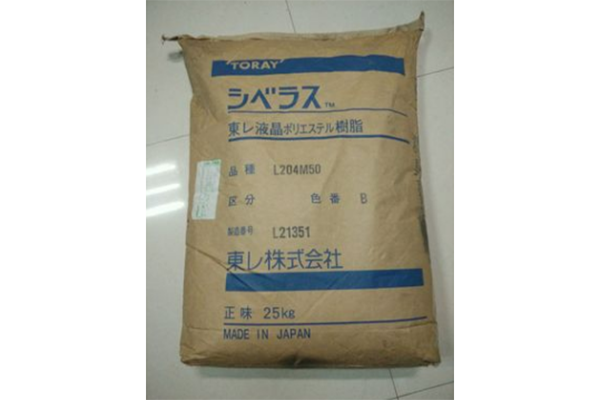 TORAY
シベラス™
東レ液晶ポリエステル樹脂
品種 L204M50
区分 色番 B
製造番号 L21351
東レ株式会社
正味 25kg
MADE IN JAPAN